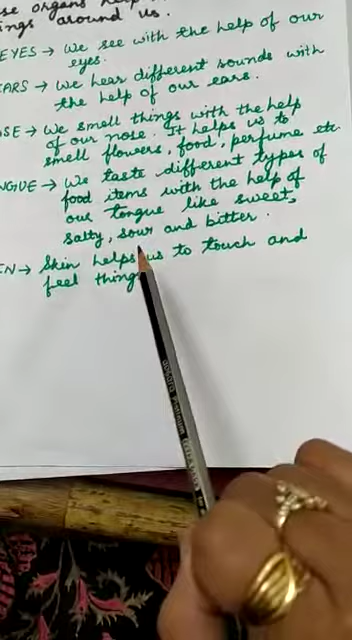 se organs help
ings around us.
EYES → We see with the help of our
eyes.
EARS → We hear different sounds with
the help of our ears.
OSE → We smell things with the help
of our nose. It helps us to
smell flowers, food, perfume etc
NGUE → We taste different types of
food items with the help of
our tongue like sweet,
salty, sour and bitter.
IN → Skin helps us to touch and
feel thing